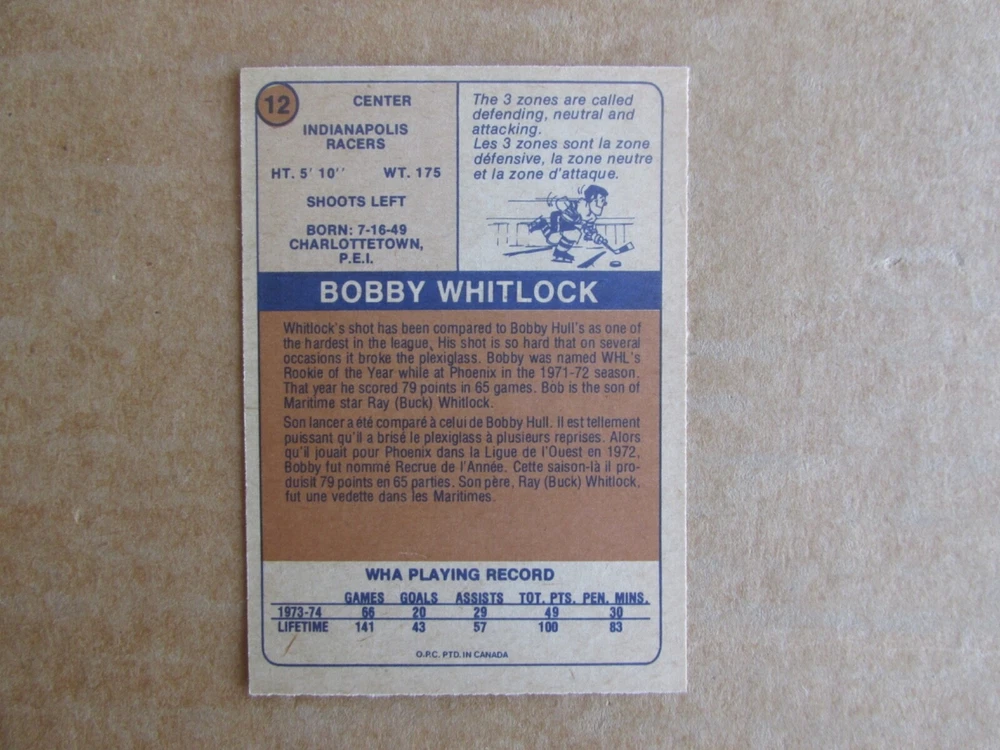 12
CENTER
INDIANAPOLIS
RACERS
HT. 5' 10'' WT. 175
SHOOTS LEFT
BORN: 7-16-49
CHARLOTTETOWN,
P.E.I.
The 3 zones are called
defending, neutral and
attacking.
Les 3 zones sont la zone
défensive, la zone neutre
et la zone d'attaque.
BOBBY WHITLOCK
Whitlock's shot has been compared to Bobby Hull's as one of
the hardest in the league. His shot is so hard that on several
occasions it broke the plexiglass. Bobby was named WHL's
Rookie of the Year while at Phoenix in the 1971-72 season.
That year he scored 79 points in 65 games. Bob is the son of
Maritime star Ray (Buck) Whitlock.
Son lancer a été comparé à celui de Bobby Hull. Il est tellement
puissant qu'il a brisé le plexiglass à plusieurs reprises. Alors
qu'il jouait pour Phoenix dans la Ligue de l'Ouest en 1972,
Bobby fut nommé Recrue de l'Année. Cette saison-là il pro-
duisit 79 points en 65 parties. Son père, Ray (Buck) Whitlock,
fut une vedette dans les Maritimes.
WHA PLAYING RECORD
GAMES GOALS ASSISTS TOT. PTS. PEN. MINS.
1973-74 66 20 29 49 30
LIFETIME 141 43 57 100 83
O.P.C. PTD. IN CANADA